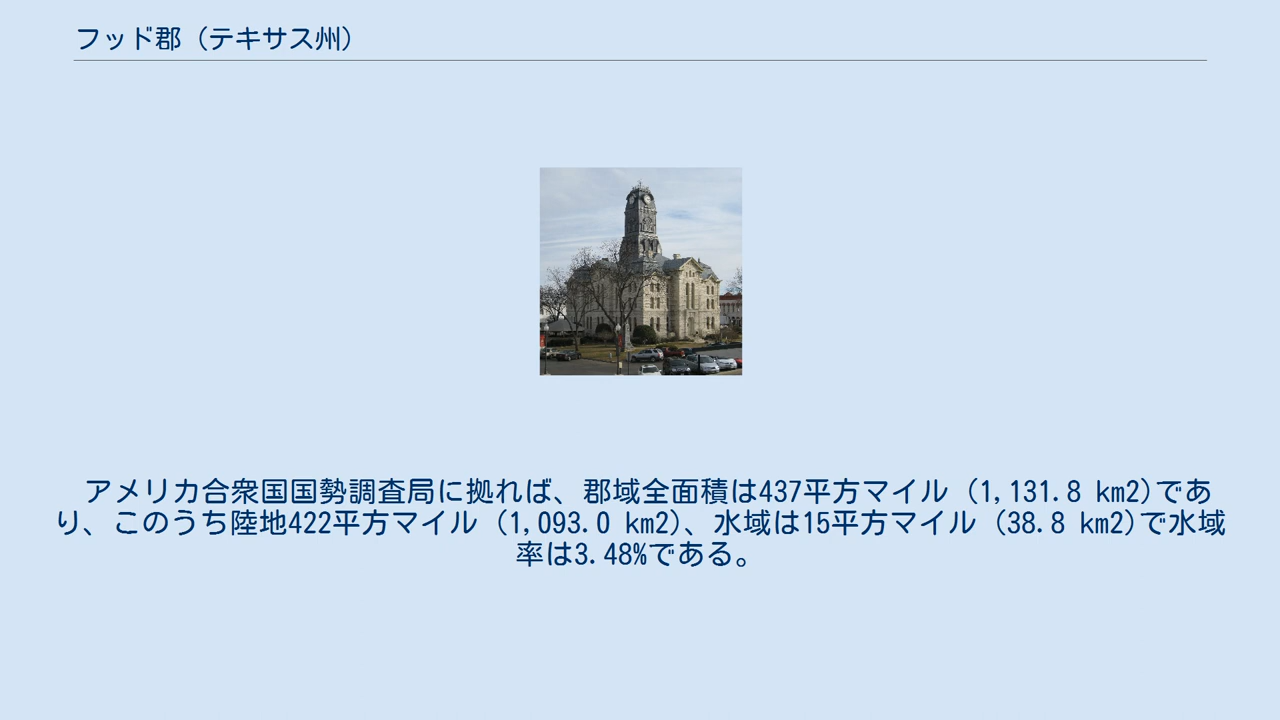 フッド郡（テキサス州）
アメリカ合衆国国勢調査局に拠れば、郡域全面積は437平方マイル (1,131.8 km2)であ
り、このうち陸地422平方マイル (1,093.0 km2)、水域は15平方マイル (38.8 km2)で水域
率は3.48%である。